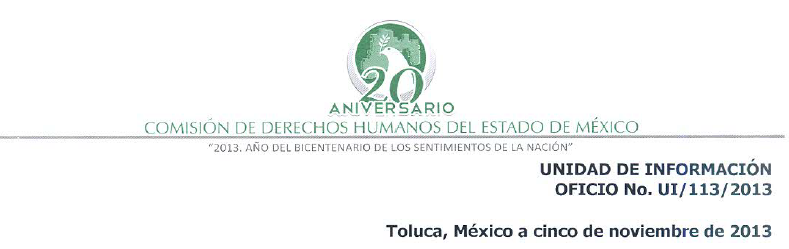 20
ANIVERSARIO
COMISIÓN DE DERECHOS HUMANOS DEL ESTADO DE MÉXICO
"2013. AÑO DEL BICENTENARIO DE LOS SENTIMIENTOS DE LA NACIÓN"
UNIDAD DE INFORMACIÓN
OFICIO No. UI/113/2013
Toluca, México a cinco de noviembre de 2013